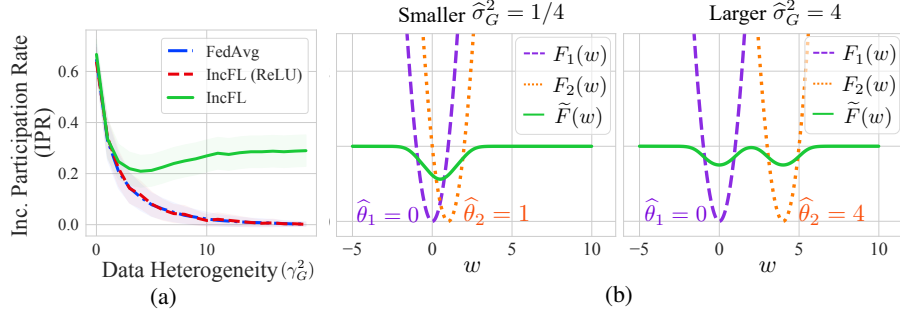 Smaller $\widehat{\sigma}_G^2 = 1/4$
Larger $\widehat{\sigma}_G^2 = 4$
Inc. Participation Rate
(IPR)
0.6
0.4
0.2
0.0
FedAvg
IncFL (ReLU)
IncFL
0
10
Data Heterogeneity ($\gamma_G^2$)
(a)
$F_1(w)$
$F_2(w)$
$\widetilde{F}(w)$
$\widehat{\theta}_1 = 0$
$\widehat{\theta}_2 = 1$
−5
0
5
10
$w$
$F_1(w)$
$F_2(w)$
$\widetilde{F}(w)$
$\widehat{\theta}_1 = 0$
$\widehat{\theta}_2 = 4$
−5
0
5
10
$w$
(b)